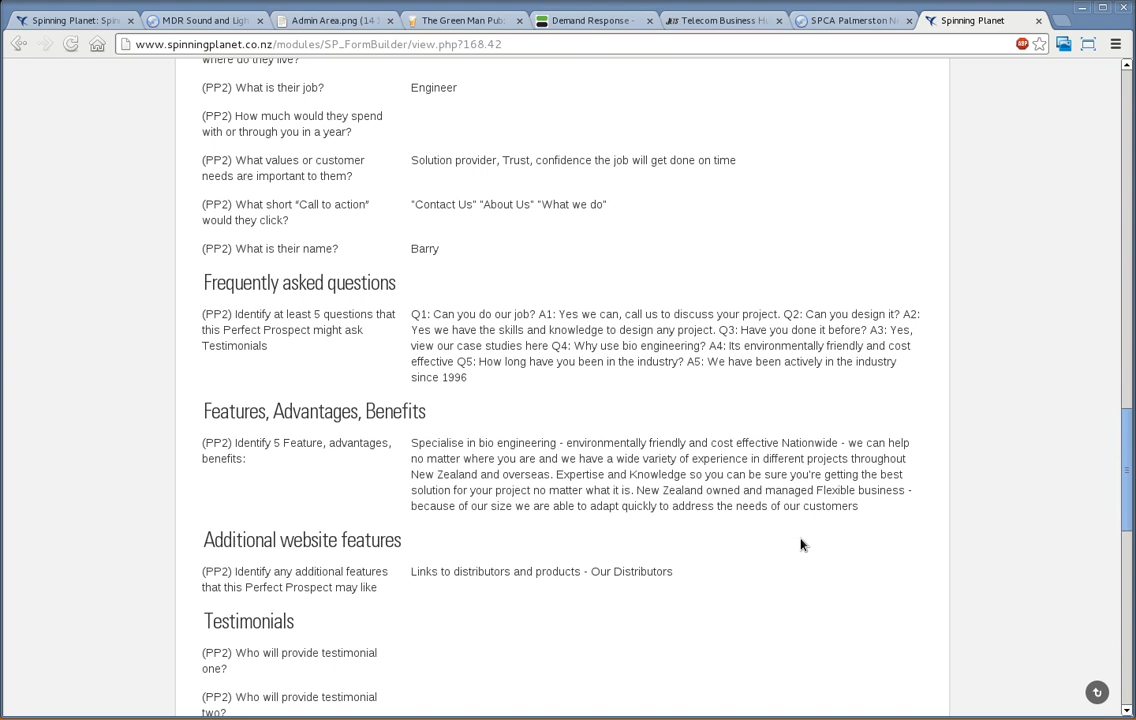 Spinning Planet: Spin
MDR Sound and Ligh
Admin Area.png (14
The Green Man Pub:
Demand Response -
Telecom Business H
SPCA Palmerston N
Spinning Planet
www.spinningplanet.co.nz/modules/SP_FormBuilder/view.php?168.42
ABP
where do they live?
(PP2) What is their job?
Engineer
(PP2) How much would they spend
with or through you in a year?
(PP2) What values or customer
needs are important to them?
Solution provider, Trust, confidence the job will get done on time
(PP2) What short "Call to action"
would they click?
"Contact Us" "About Us" "What we do"
(PP2) What is their name?
Barry
Frequently asked questions
(PP2) Identify at least 5 questions that
this Perfect Prospect might ask
Testimonials
Q1: Can you do our job? A1: Yes we can, call us to discuss your project. Q2: Can you design it? A2:
Yes we have the skills and knowledge to design any project. Q3: Have you done it before? A3: Yes,
view our case studies here Q4: Why use bio engineering? A4: Its environmentally friendly and cost
effective Q5: How long have you been in the industry? A5: We have been actively in the industry
since 1996
Features, Advantages, Benefits
(PP2) Identify 5 Feature, advantages,
benefits:
Specialise in bio engineering - environmentally friendly and cost effective Nationwide - we can help
no matter where you are and we have a wide variety of experience in different projects throughout
New Zealand and overseas. Expertise and Knowledge so you can be sure you're getting the best
solution for your project no matter what it is. New Zealand owned and managed Flexible business -
because of our size we are able to adapt quickly to address the needs of our customers
Additional website features
(PP2) Identify any additional features
that this Perfect Prospect may like
Links to distributors and products - Our Distributors
Testimonials
(PP2) Who will provide testimonial
one?
(PP2) Who will provide testimonial
two?